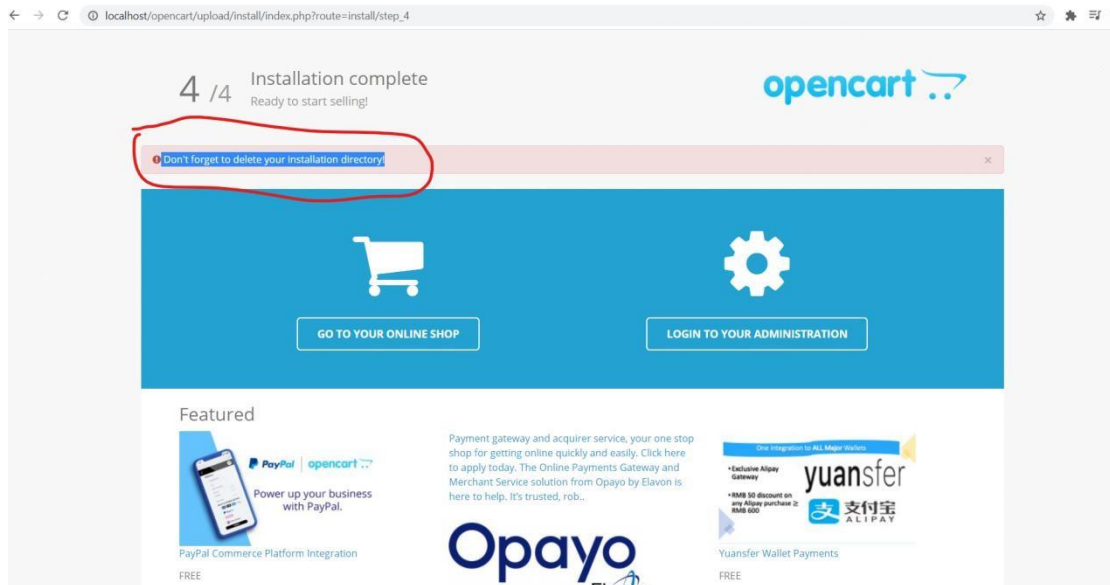 localhost/opencart/upload/install/index.php?route=install/step_4
4 /4
Installation complete
Ready to start selling!
opencart
Don't forget to delete your installation directory!
×
GO TO YOUR ONLINE SHOP
LOGIN TO YOUR ADMINISTRATION
Featured
PayPal opencart
Power up your business
with PayPal.
PayPal Commerce Platform Integration
FREE
Payment gateway and acquirer service, your one stop
shop for getting online quickly and easily. Click here
to apply today. The Online Payments Gateway and
Merchant Service solution from Opayo by Elavon is
here to help. It's trusted, rob..
Opayo
One Integration to ALL Major Wallets
•Exclusive Alipay
Gateway
•RMB 50 discount on
any Alipay purchase ≥
RMB 600
yuansfer
支 支付宝
ALIPAY
Yuansfer Wallet Payments
FREE